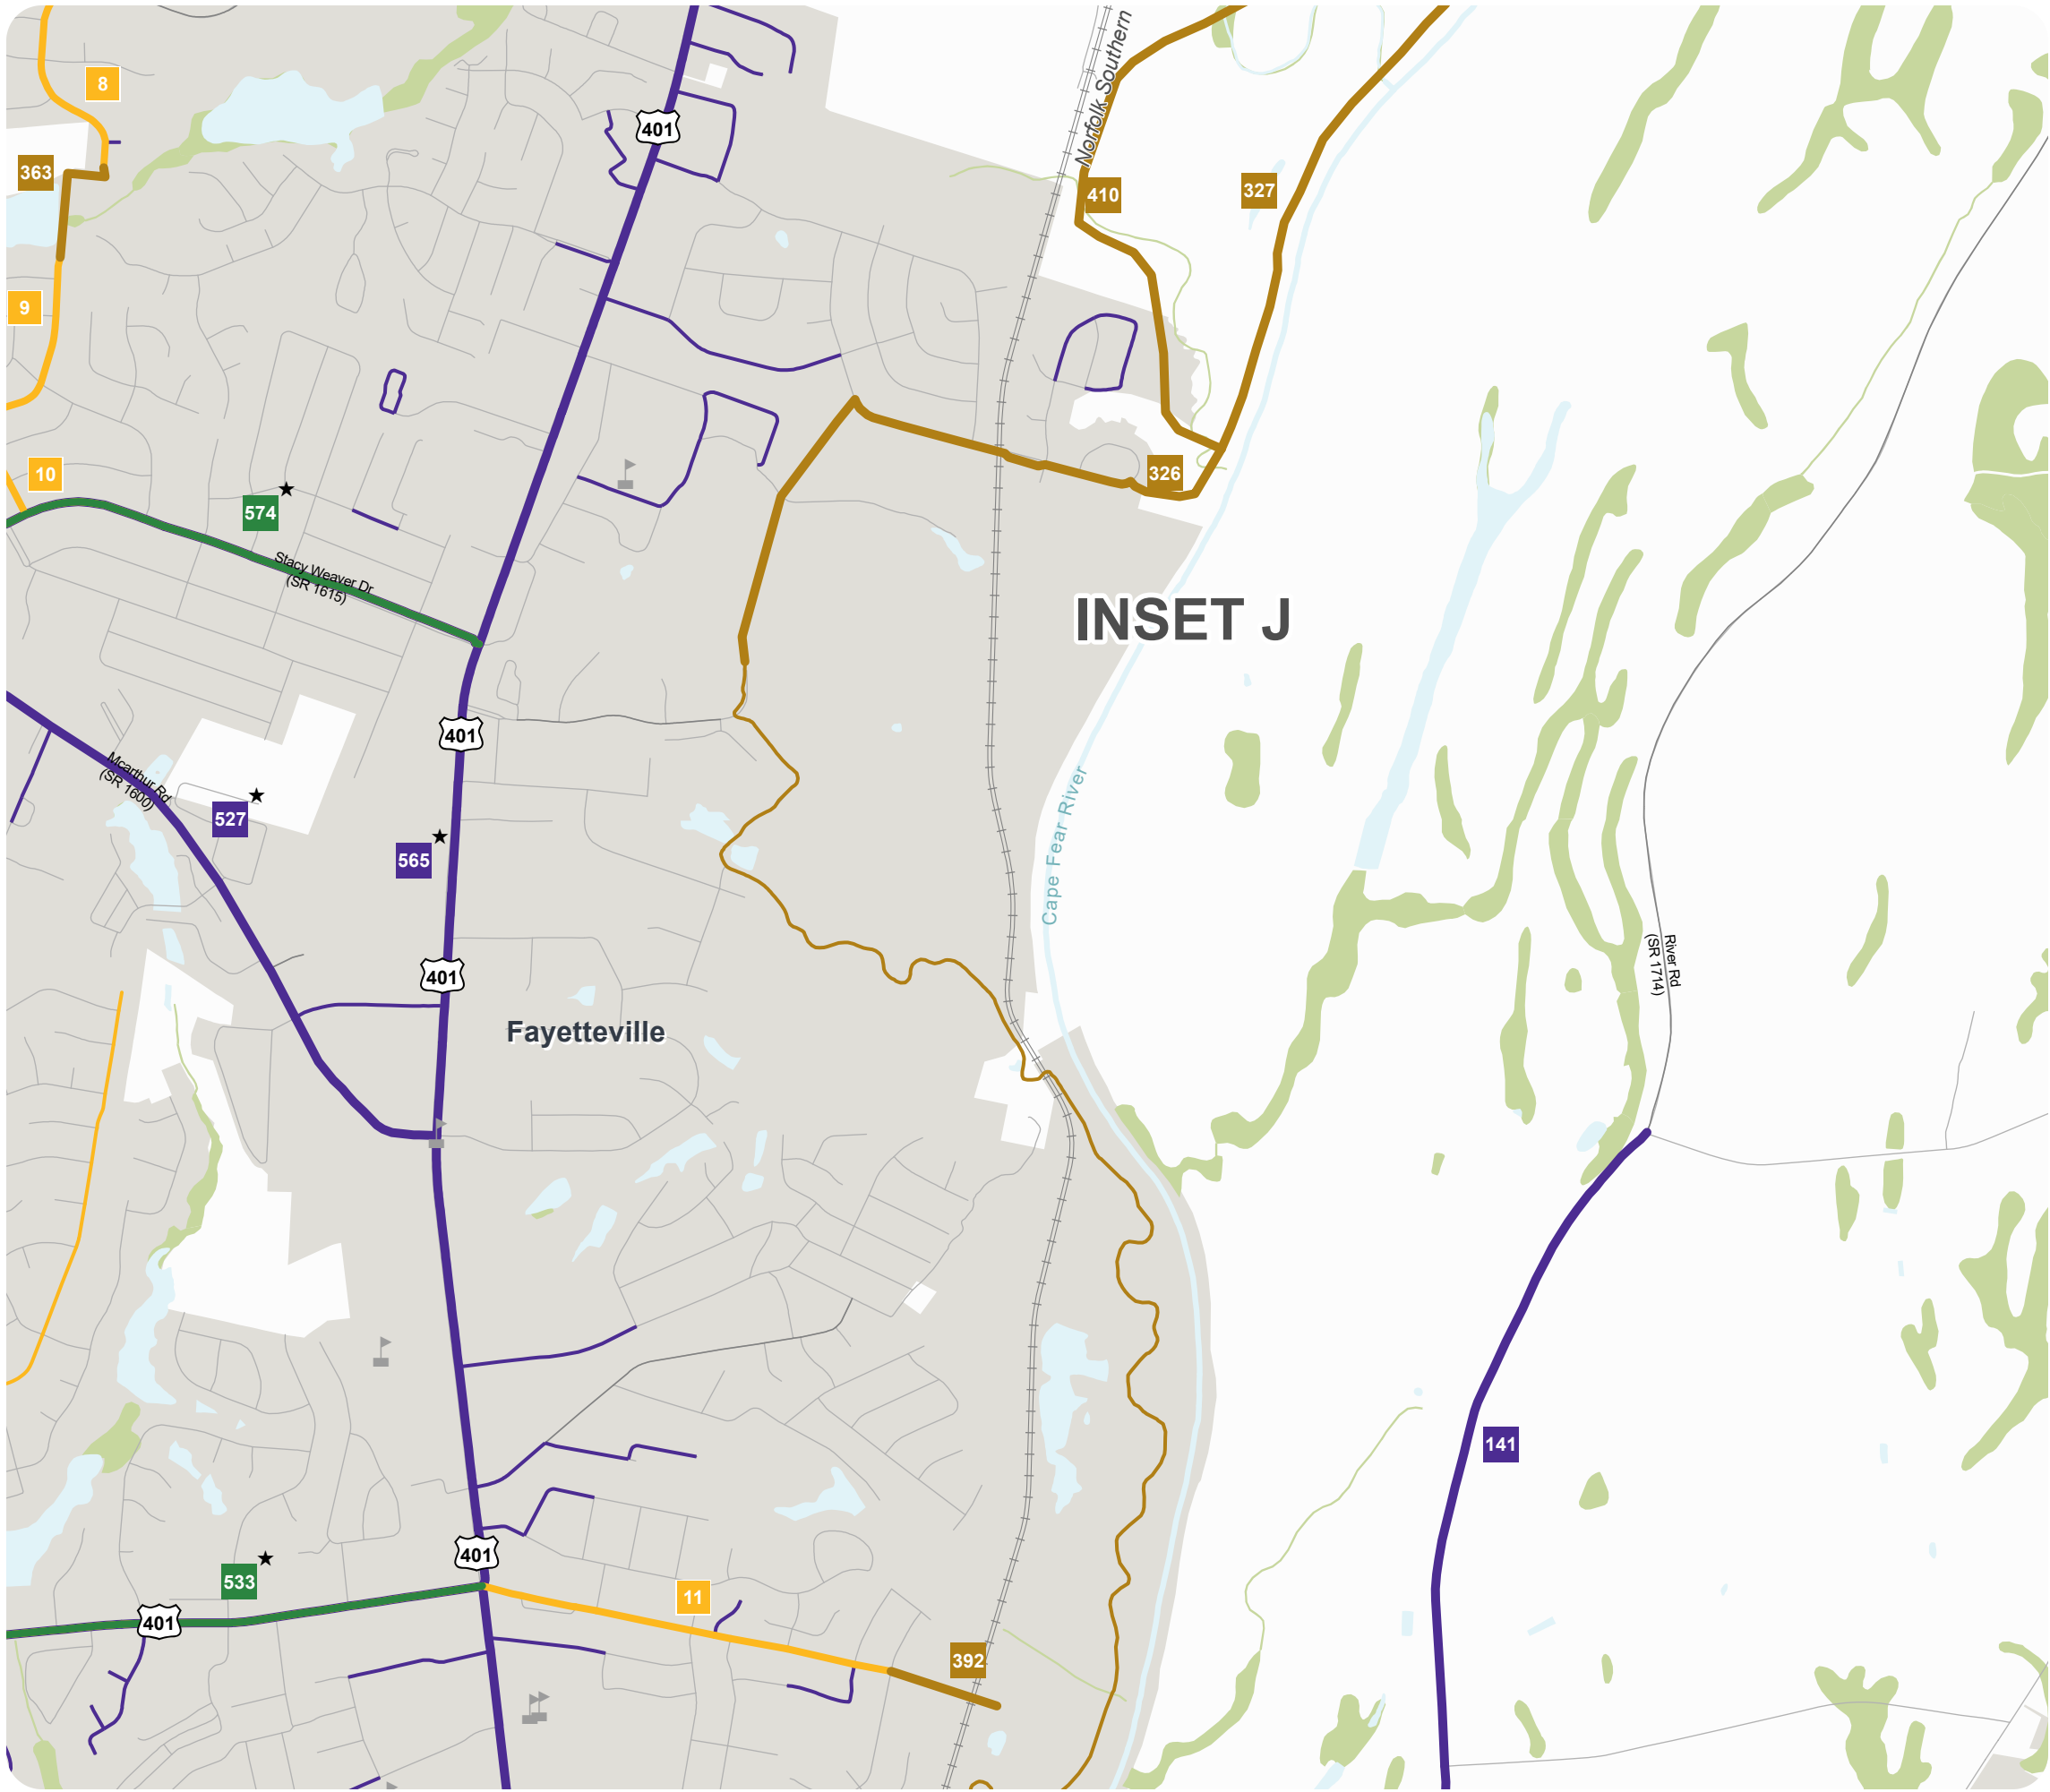 Norfolk Southern
8
401
363
410
327
9
10
326
574
Stacy Weaver Dr
(SR 1615)
INSET J
401
Mcarthur Rd
(SR 1600)
527
565
Cape Fear River
River Rd
(SR 1714)
401
Fayetteville
141
401
533
11
401
392